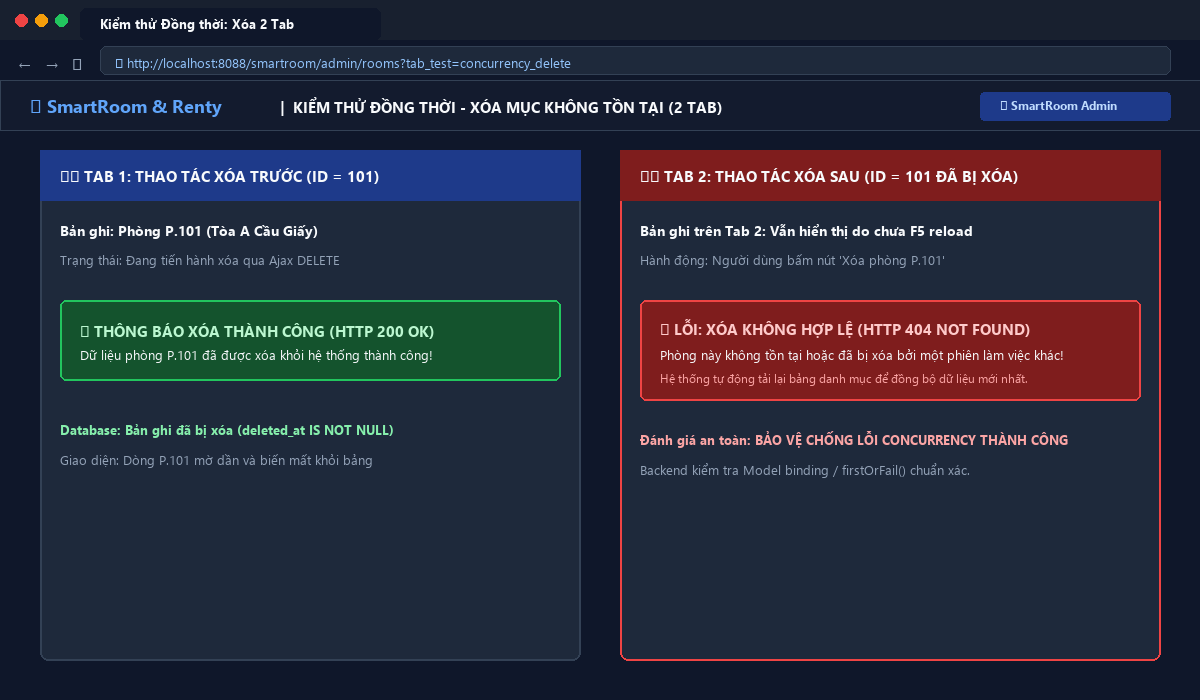 Kiểm thử Đồng thời: Xóa 2 Tab
http://localhost:8088/smartroom/admin/rooms?tab_test=concurrency_delete
SmartRoom & Renty
| KIỂM THỬ ĐỒNG THỜI - XÓA MỤC KHÔNG TỒN TẠI (2 TAB)
SmartRoom Admin
TAB 1: THAO TÁC XÓA TRƯỚC (ID = 101)
Bản ghi: Phòng P.101 (Tòa A Cầu Giấy)
Trạng thái: Đang tiến hành xóa qua Ajax DELETE
THÔNG BÁO XÓA THÀNH CÔNG (HTTP 200 OK)
Dữ liệu phòng P.101 đã được xóa khỏi hệ thống thành công!
Database: Bản ghi đã bị xóa (deleted_at IS NOT NULL)
Giao diện: Dòng P.101 mờ dần và biến mất khỏi bảng
TAB 2: THAO TÁC XÓA SAU (ID = 101 ĐÃ BỊ XÓA)
Bản ghi trên Tab 2: Vẫn hiển thị do chưa F5 reload
Hành động: Người dùng bấm nút 'Xóa phòng P.101'
LỖI: XÓA KHÔNG HỢP LỆ (HTTP 404 NOT FOUND)
Phòng này không tồn tại hoặc đã bị xóa bởi một phiên làm việc khác!
Hệ thống tự động tải lại bảng danh mục để đồng bộ dữ liệu mới nhất.
Đánh giá an toàn: BẢO VỆ CHỐNG LỖI CONCURRENCY THÀNH CÔNG
Backend kiểm tra Model binding / firstOrFail() chuẩn xác.